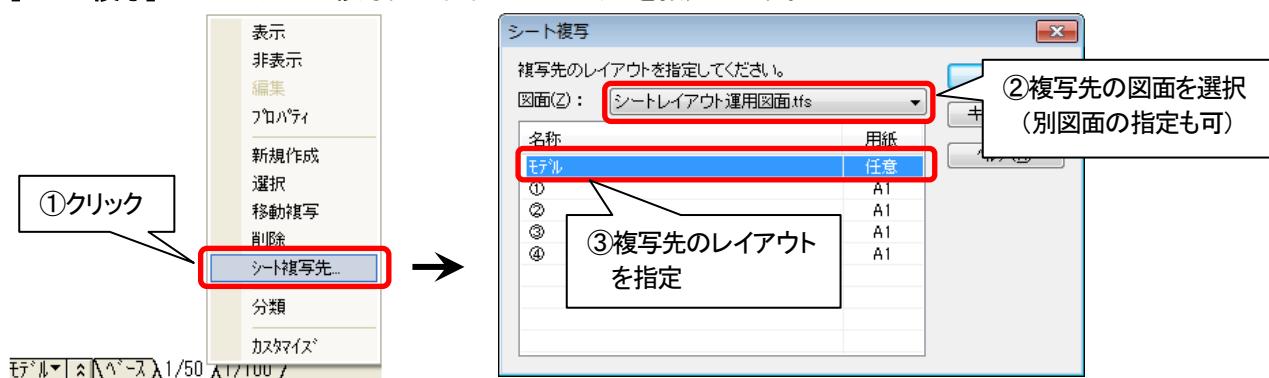 表示
非表示
編集
ﾌﾟﾛﾊﾟﾃｨ
新規作成
選択
移動複写
削除
ｼｰﾄ複写先...
分類
ｶｽﾀﾏｲｽﾞ
①クリック
ﾓﾃﾞﾙ
ﾍﾞｰｽ
1/50
1/100
シート複写
複写先のレイアウトを指定してください。
図面(Z)： シートレイアウト運用図面.tfs
名称 用紙
ﾓﾃﾞﾙ 任意
① A1
② A1
③ A1
④ A1
②複写先の図面を選択
（別図面の指定も可）
③複写先のレイアウト
を指定